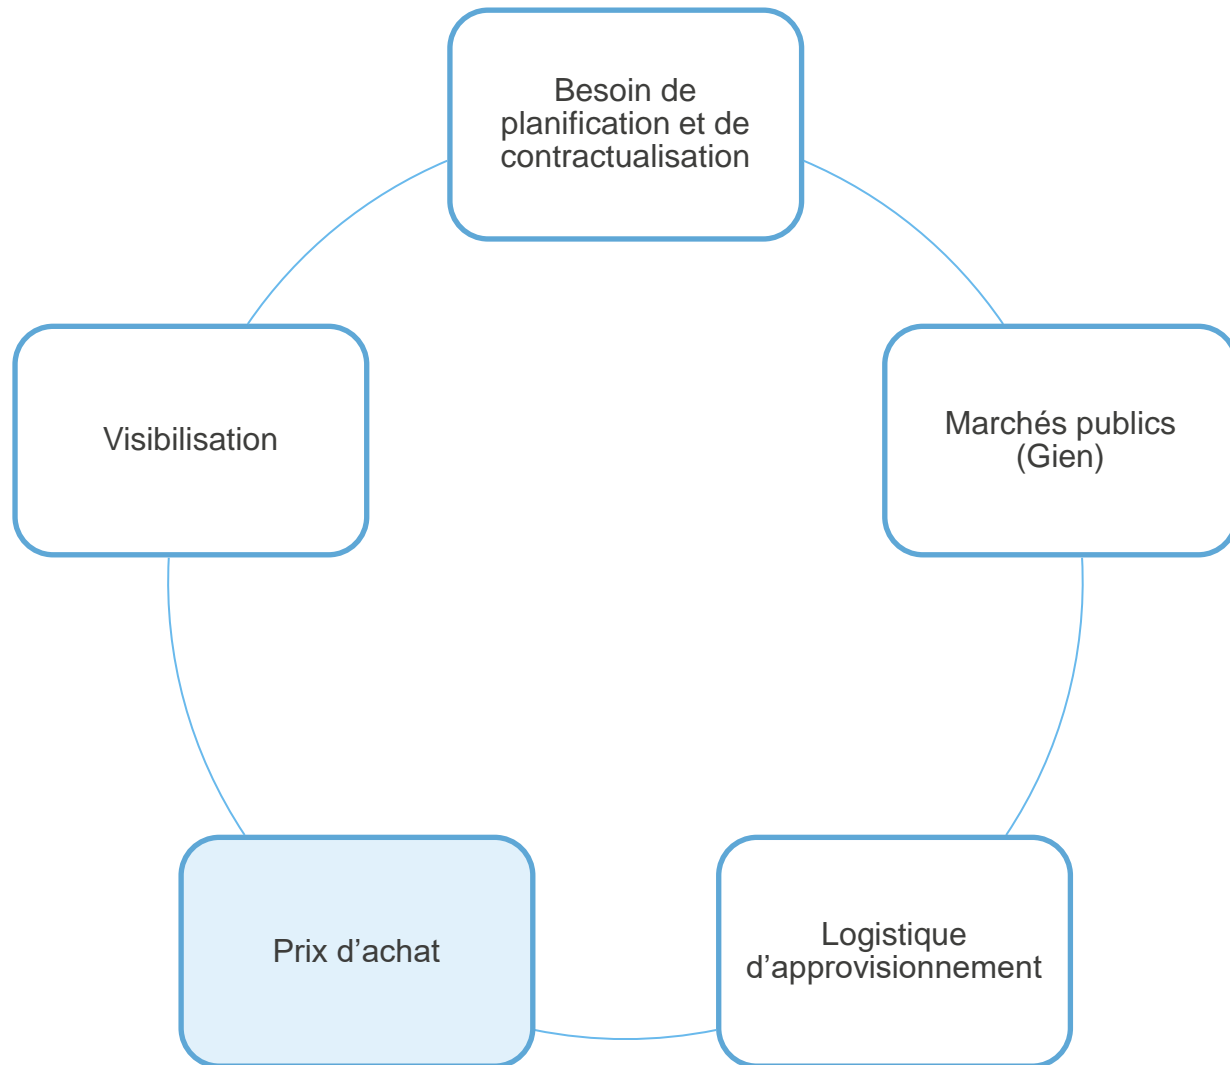 Besoin de
planification et de
contractualisation
Visibilisation
Marchés publics
(Gien)
Prix d’achat
Logistique
d’approvisionnement